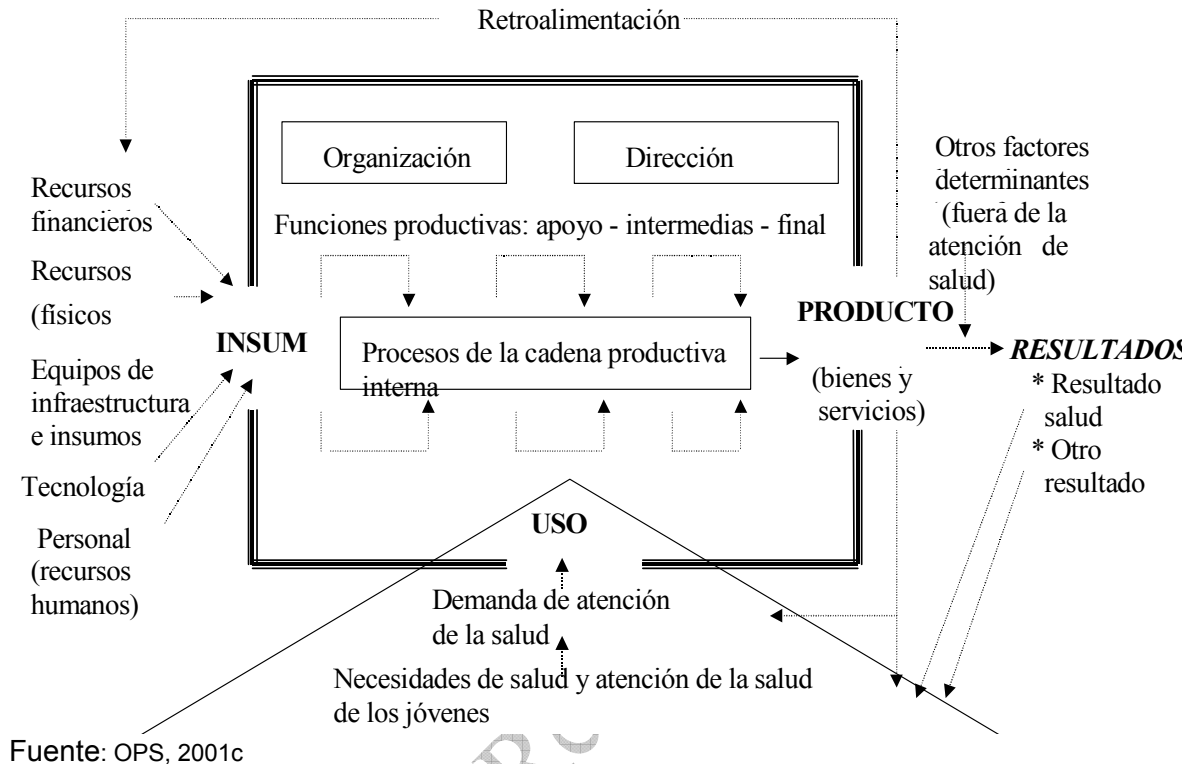 Retroalimentación
Organización
Dirección
Funciones productivas: apoyo - intermedias - final
Recursos
financieros
Recursos
(físicos
Equipos de
infraestructura
e insumos
Tecnología
Personal
(recursos
humanos)
INSUM
Procesos de la cadena productiva
interna
PRODUCTO
(bienes y
servicios)
Otros factores
determinantes
(fuera de la
atención de
salud)
RESULTADOS
* Resultado
salud
* Otro
resultado
USO
Demanda de atención
de la salud
Necesidades de salud y atención de la salud
de los jóvenes
Fuente: OPS, 2001c